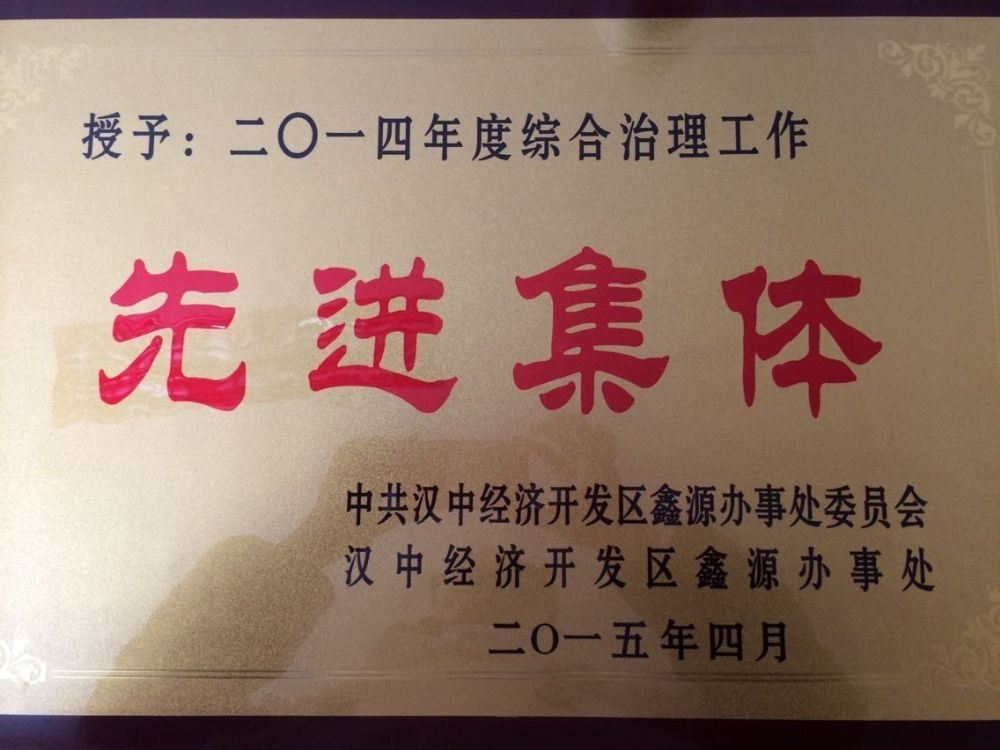 授予：二〇一四年度综合治理工作
先进集体
中共汉中经济开发区鑫源办事处委员会
汉中经济开发区鑫源办事处
二〇一五年四月